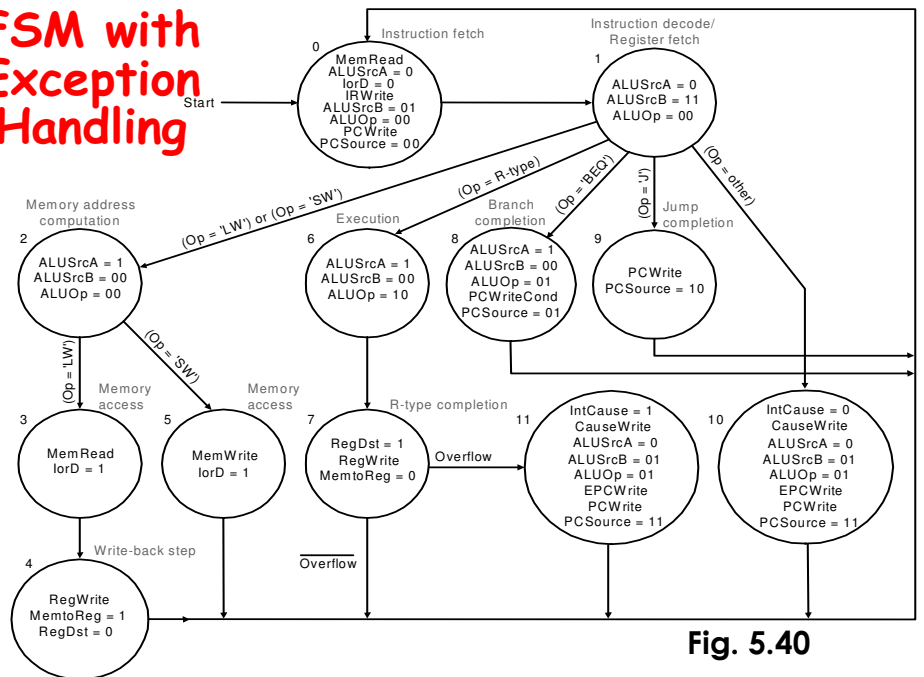 FSM with
Exception
Handling
Start
0
Instruction fetch
MemRead
ALUSrcA = 0
IorD = 0
IRWrite
ALUSrcB = 01
ALUOp = 00
PCWrite
PCSource = 00
Instruction decode/
Register fetch
1
ALUSrcA = 0
ALUSrcB = 11
ALUOp = 00
(Op = 'LW') or (Op = 'SW')
(Op = R-type)
(Op = 'BEQ')
(Op = 'J')
(Op = other)
Memory address
computation
2
ALUSrcA = 1
ALUSrcB = 00
ALUOp = 00
Execution
6
ALUSrcA = 1
ALUSrcB = 00
ALUOp = 10
Branch
completion
8
ALUSrcA = 1
ALUSrcB = 00
ALUOp = 01
PCWriteCond
PCSource = 01
Jump
completion
9
PCWrite
PCSource = 10
(Op = 'LW')
(Op = 'SW')
Memory
access
3
MemRead
IorD = 1
Memory
access
5
MemWrite
IorD = 1
R-type completion
7
RegDst = 1
RegWrite
MemtoReg = 0
Overflow
Overflow
11
IntCause = 1
CauseWrite
ALUSrcA = 0
ALUSrcB = 01
ALUOp = 01
EPCWrite
PCWrite
PCSource = 11
10
IntCause = 0
CauseWrite
ALUSrcA = 0
ALUSrcB = 01
ALUOp = 01
EPCWrite
PCWrite
PCSource = 11
Write-back step
4
RegWrite
MemtoReg = 1
RegDst = 0
Fig. 5.40